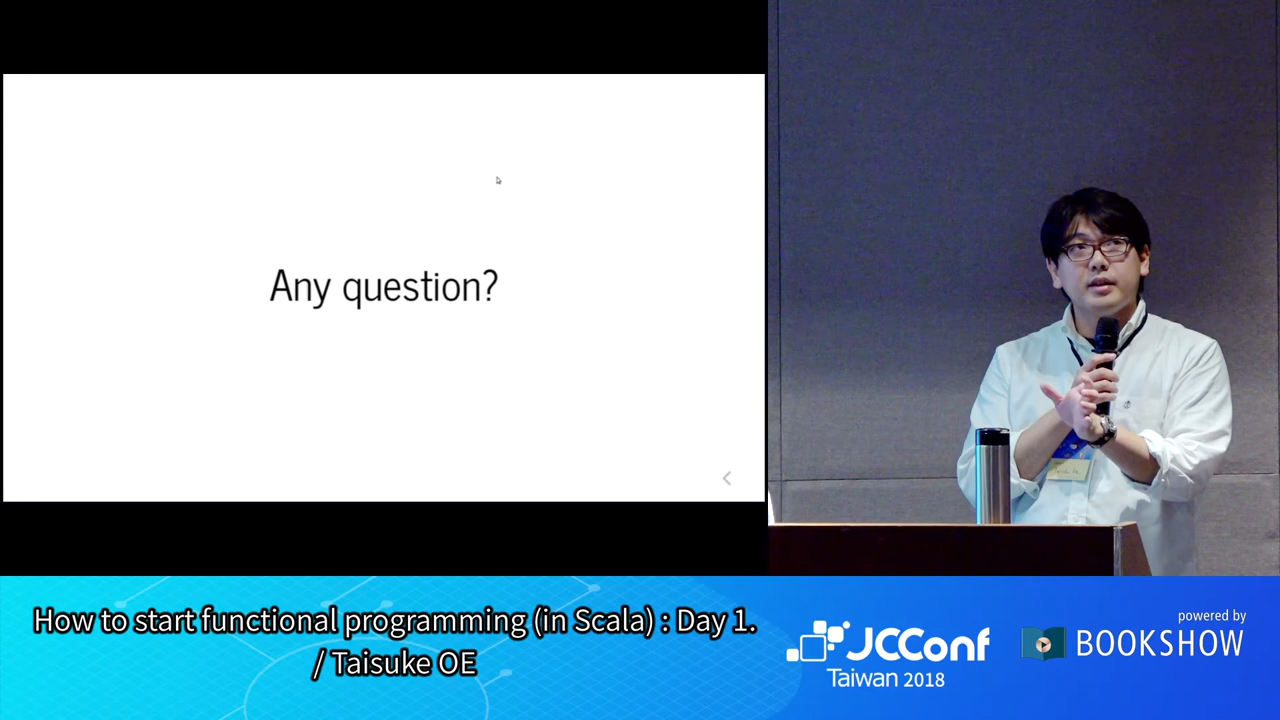 Any question?
How to start functional programming (in Scala) : Day 1.
/ Taisuke OE
JCConf
Taiwan 2018
powered by
BOOKSHOW